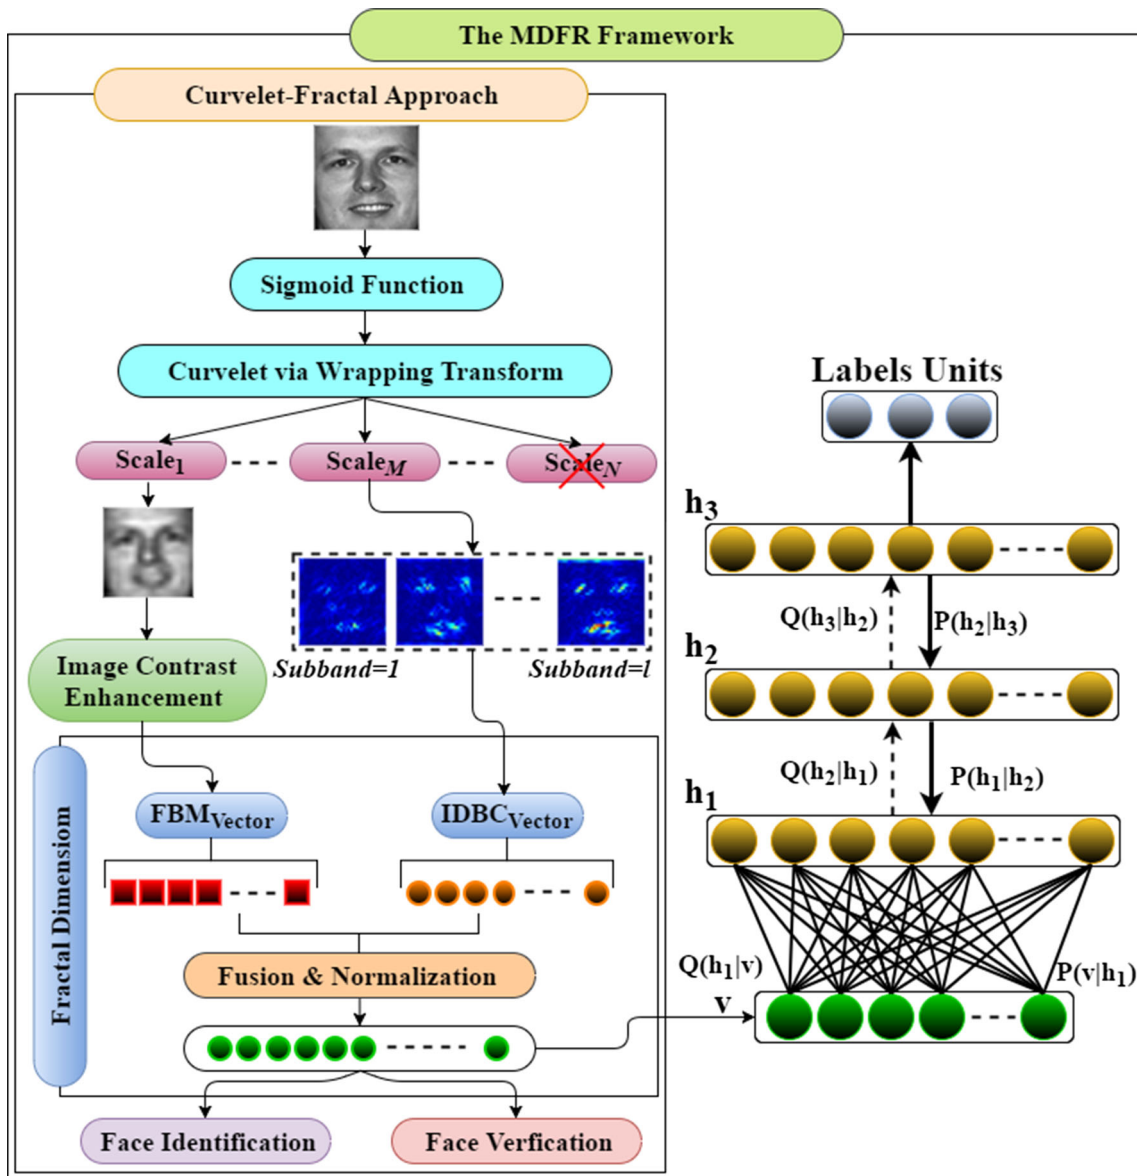 The MDFR Framework
Curvelet-Fractal Approach
Sigmoid Function
Curvelet via Wrapping Transform
Scale1
ScaleM
ScaleN
Subband=1
Subband=l
Image Contrast
Enhancement
Fractal Dimensiom
FBMVector
IDBCVector
Fusion & Normalization
Face Identification
Face Verfication
Labels Units
h3
Q(h3|h2)
P(h2|h3)
h2
Q(h2|h1)
P(h1|h2)
h1
Q(h1|v)
P(v|h1)
v